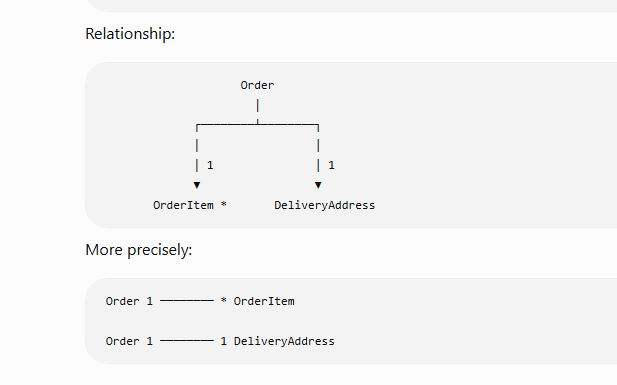 Relationship:
Order
1 1
OrderItem * DeliveryAddress
More precisely:
Order 1 ──────── * OrderItem
Order 1 ──────── 1 DeliveryAddress